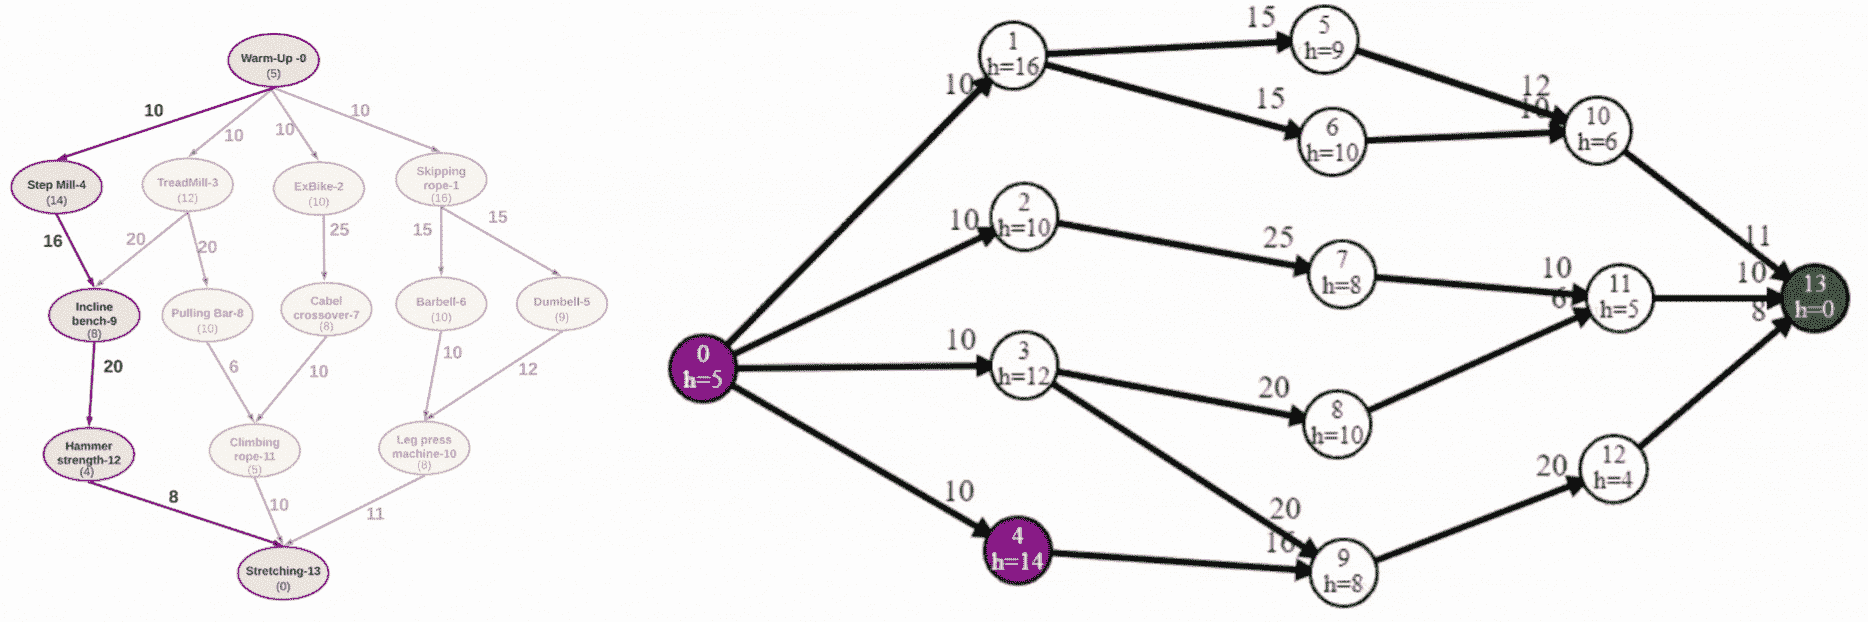 Warm-Up -0
(5)
10
10
10
10
Step Mill-4
(14)
TreadMill-3
(12)
ExBike-2
(10)
Skipping
rope-1
(16)
16
20
20
25
15
15
Incline
bench-9
(8)
Pulling Bar-8
(10)
Cabel
crossover-7
(8)
Barbell-6
(10)
Dumbell-5
(9)
20
6
10
10
12
Hammer
strength-12
(4)
Climbing
rope-11
(5)
Leg press
machine-10
(8)
8
10
11
Stretching-13
(0)
0
h=5
10
10
10
10
1
h=16
2
h=10
3
h=12
4
h=14
15
15
25
20
20
16
5
h=9
6
h=10
7
h=8
8
h=10
9
h=8
12
10
10
6
20
10
h=6
11
h=5
12
h=4
11
10
8
13
h=0